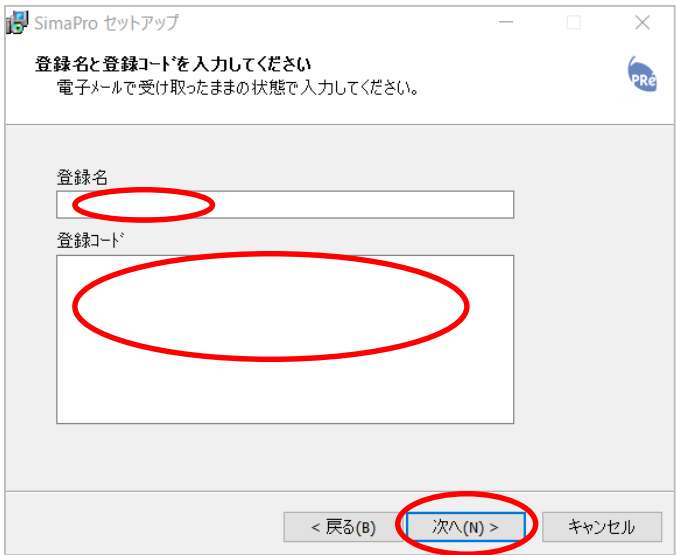 SimaPro セットアップ
登録名と登録ｺｰﾄﾞを入力してください
電子ﾒｰﾙで受け取ったままの状態で入力してください。
PRé
登録名
登録ｺｰﾄﾞ
< 戻る(B)
次へ(N) >
キャンセル